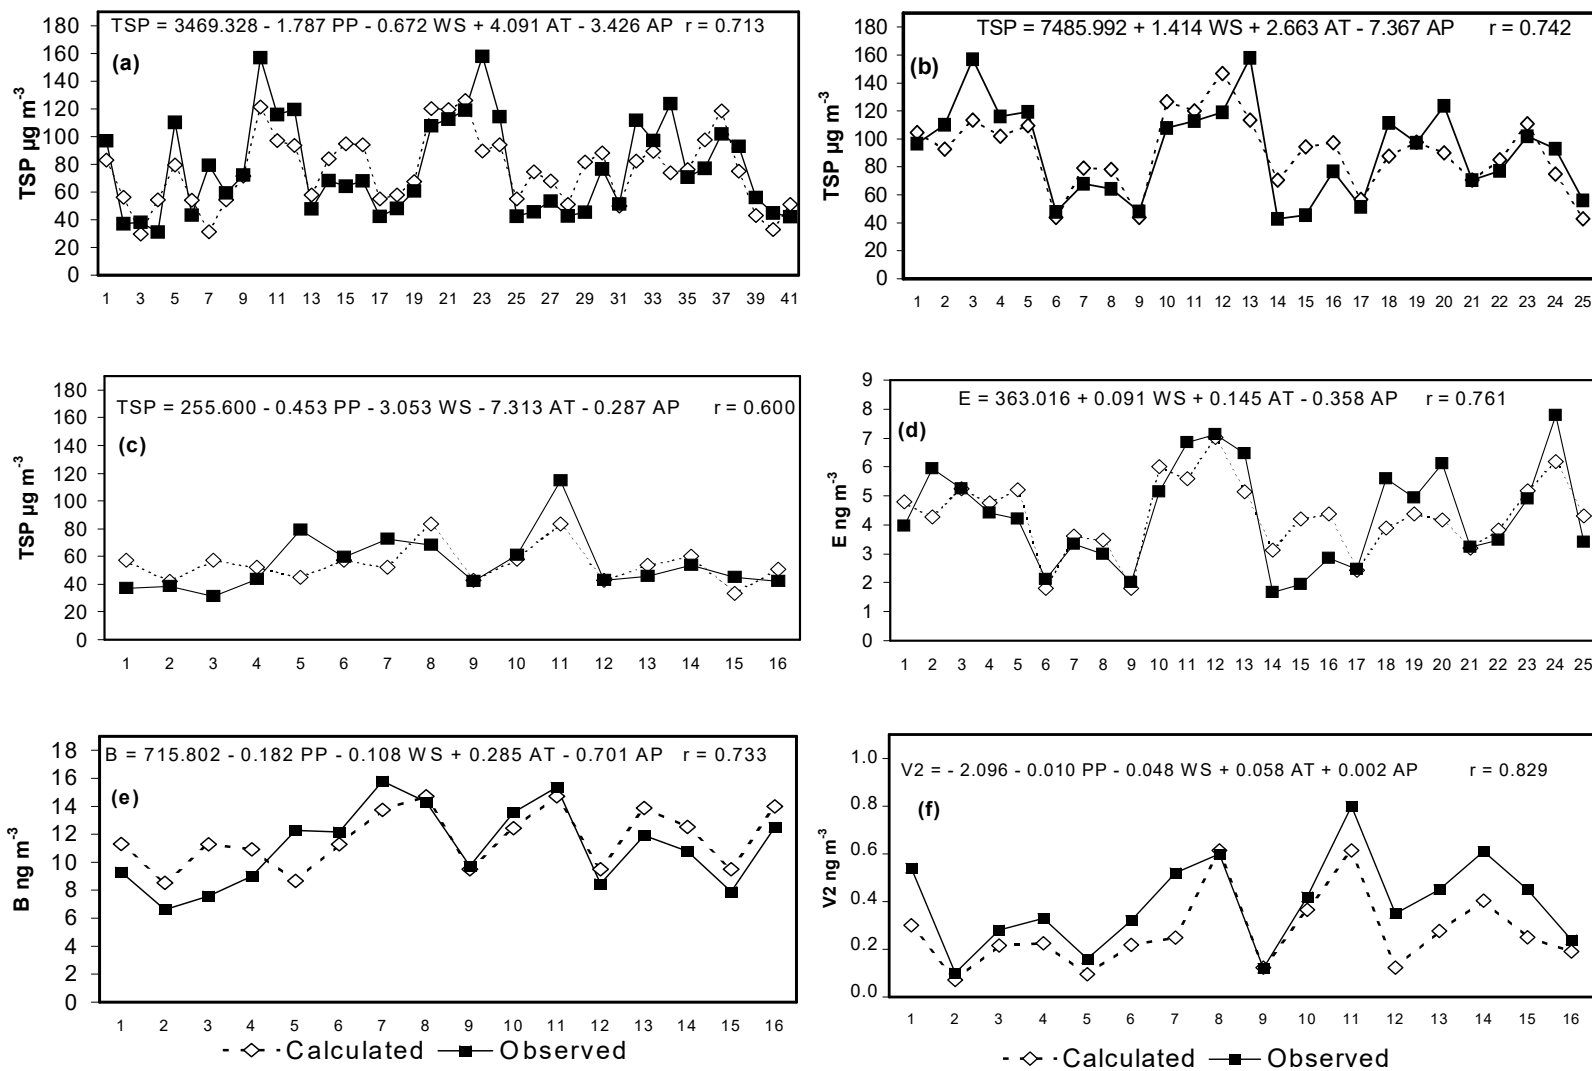 TSP = 3469.328 - 1.787 PP - 0.672 WS + 4.091 AT - 3.426 AP r = 0.713
(a)
TSP µg m-3
180
160
140
120
100
80
60
40
20
0
1 3 5 7 9 11 13 15 17 19 21 23 25 27 29 31 33 35 37 39 41
TSP = 7485.992 + 1.414 WS + 2.663 AT - 7.367 AP r = 0.742
(b)
TSP µg m-3
180
160
140
120
100
80
60
40
20
0
1 2 3 4 5 6 7 8 9 10 11 12 13 14 15 16 17 18 19 20 21 22 23 24 25
TSP = 255.600 - 0.453 PP - 3.053 WS - 7.313 AT - 0.287 AP r = 0.600
(c)
TSP µg m-3
180
160
140
120
100
80
60
40
20
0
1 2 3 4 5 6 7 8 9 10 11 12 13 14 15 16
E = 363.016 + 0.091 WS + 0.145 AT - 0.358 AP r = 0.761
(d)
E ng m-3
9
8
7
6
5
4
3
2
1
0
1 2 3 4 5 6 7 8 9 10 11 12 13 14 15 16 17 18 19 20 21 22 23 24 25
B = 715.802 - 0.182 PP - 0.108 WS + 0.285 AT - 0.701 AP r = 0.733
(e)
B ng m-3
18
16
14
12
10
8
6
4
2
0
1 2 3 4 5 6 7 8 9 10 11 12 13 14 15 16
Calculated Observed
V2 = - 2.096 - 0.010 PP - 0.048 WS + 0.058 AT + 0.002 AP r = 0.829
(f)
V2 ng m-3
1.0
0.8
0.6
0.4
0.2
0.0
1 2 3 4 5 6 7 8 9 10 11 12 13 14 15 16
Calculated Observed